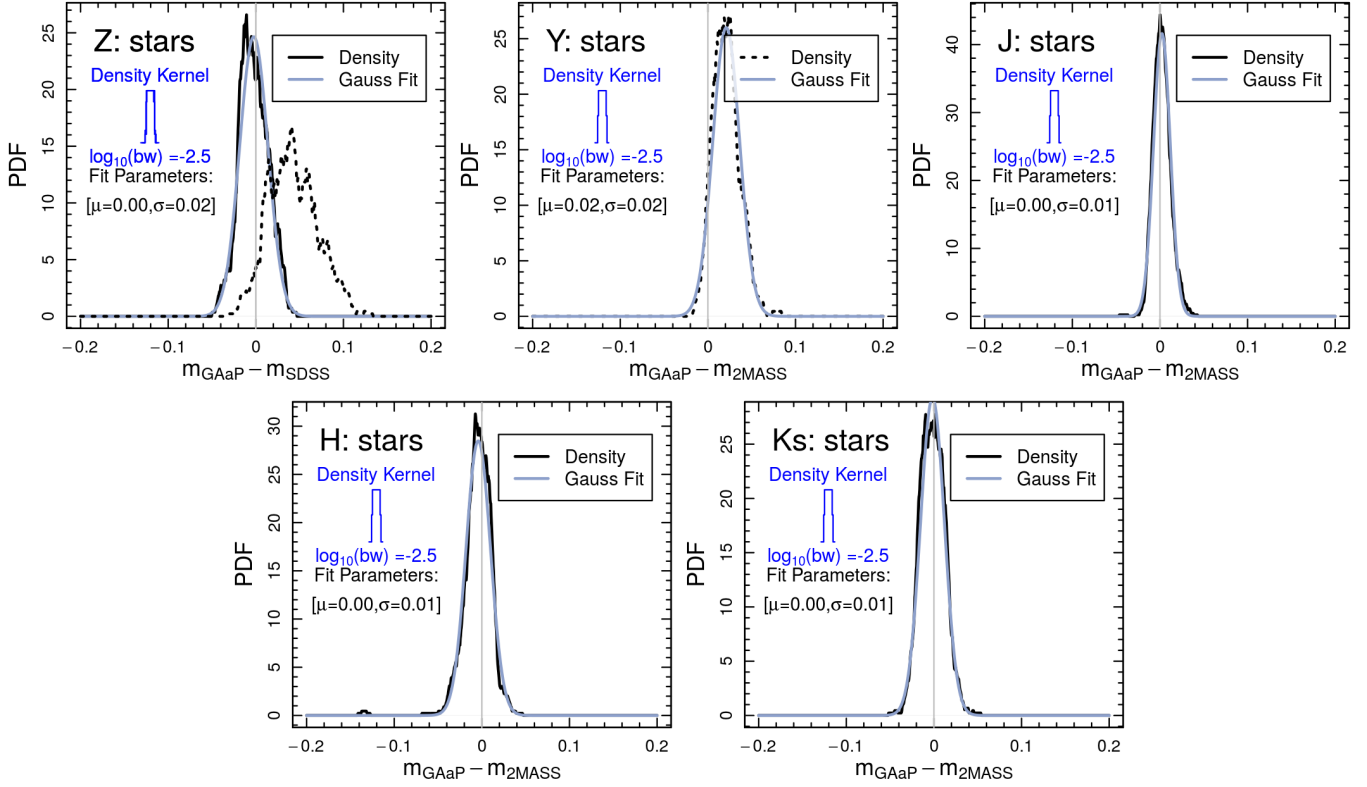 Z: stars
Density
Gauss Fit
Density Kernel
log10(bw) =-2.5
Fit Parameters:
[μ=0.00,σ=0.02]
PDF
0 5 10 15 20 25
−0.2 −0.1 0 0.1 0.2
mGAaP − mSDSS
Y: stars
Density
Gauss Fit
Density Kernel
log10(bw) =-2.5
Fit Parameters:
[μ=0.02,σ=0.02]
PDF
0 5 10 15 20 25
−0.2 −0.1 0 0.1 0.2
mGAaP − m2MASS
J: stars
Density
Gauss Fit
Density Kernel
log10(bw) =-2.5
Fit Parameters:
[μ=0.00,σ=0.01]
PDF
0 10 20 30 40
−0.2 −0.1 0 0.1 0.2
mGAaP − m2MASS
H: stars
Density
Gauss Fit
Density Kernel
log10(bw) =-2.5
Fit Parameters:
[μ=0.00,σ=0.01]
PDF
0 5 10 15 20 25 30
−0.2 −0.1 0 0.1 0.2
mGAaP − m2MASS
Ks: stars
Density
Gauss Fit
Density Kernel
log10(bw) =-2.5
Fit Parameters:
[μ=0.00,σ=0.01]
PDF
0 5 10 15 20 25
−0.2 −0.1 0 0.1 0.2
mGAaP − m2MASS